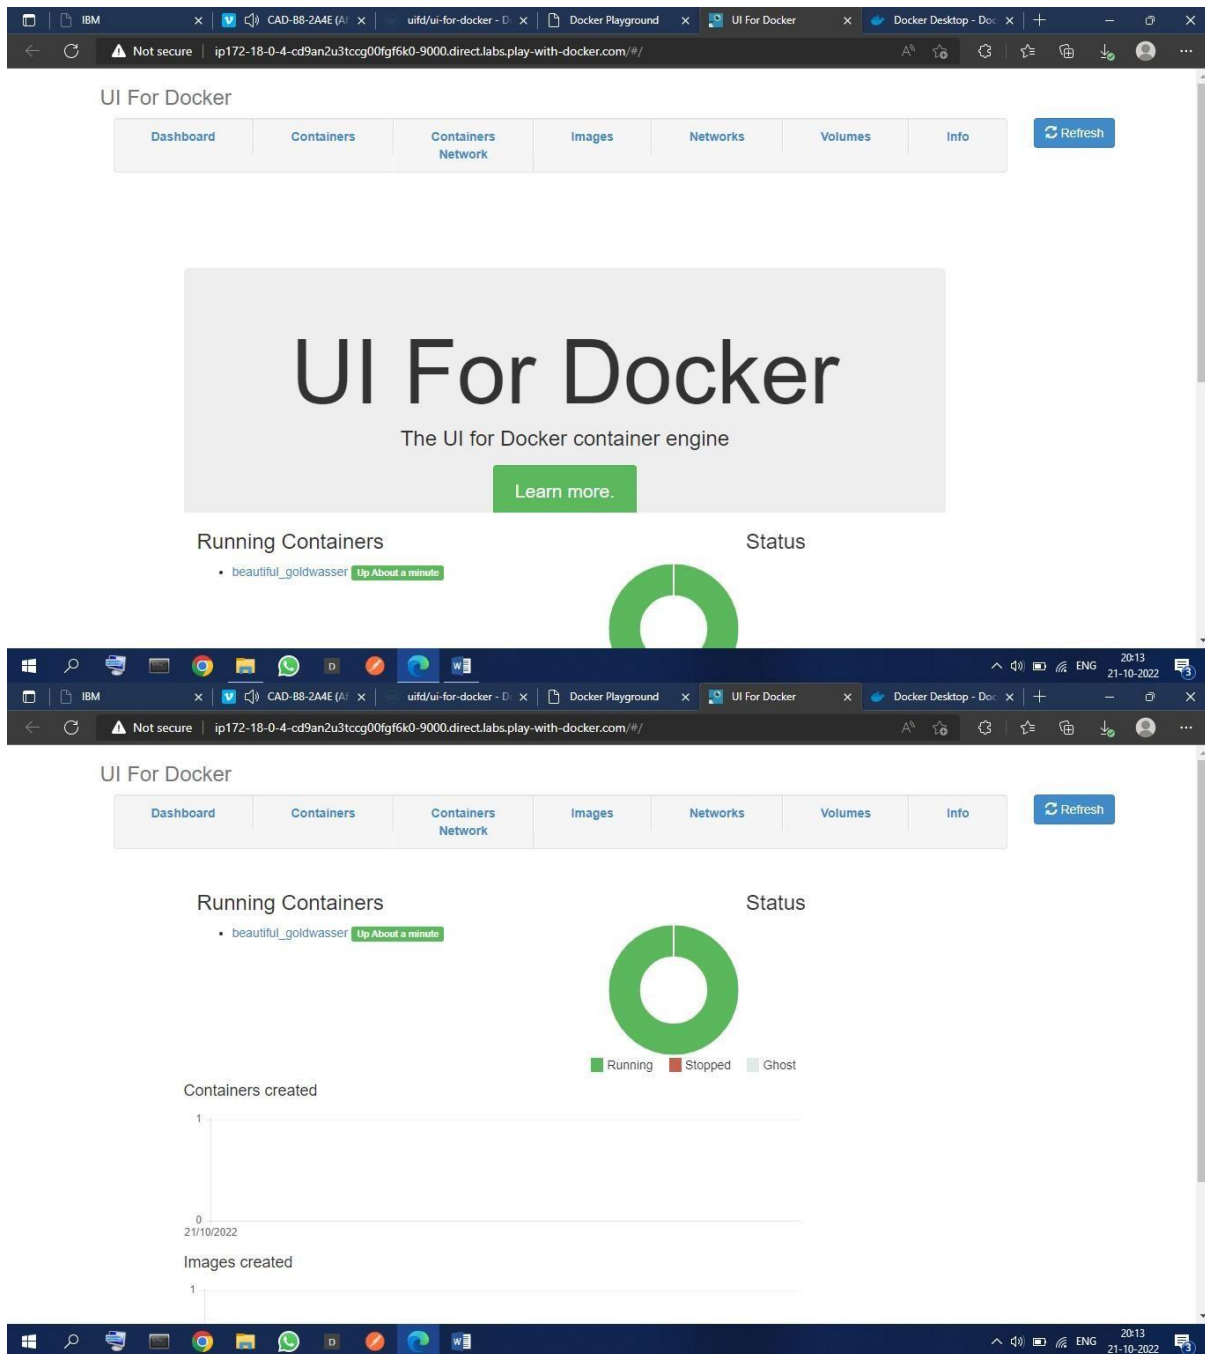 IBM
CAD-B8-2A4E (Af
uifd/ui-for-docker - D
Docker Playground
UI For Docker
Docker Desktop - Doc
Not secure
ip172-18-0-4-cd9an2u3tccg00fgf6k0-9000.direct.labs.play-with-docker.com/#/
UI For Docker
Dashboard
Containers
Containers
Network
Images
Networks
Volumes
Info
Refresh
UI For Docker
The UI for Docker container engine
Learn more.
Running Containers
Status
beautiful_goldwasser Up About a minute
ENG
20:13
21-10-2022
3
IBM
CAD-B8-2A4E (Af
uifd/ui-for-docker - D
Docker Playground
UI For Docker
Docker Desktop - Doc
Not secure
ip172-18-0-4-cd9an2u3tccg00fgf6k0-9000.direct.labs.play-with-docker.com/#/
UI For Docker
Dashboard
Containers
Containers
Network
Images
Networks
Volumes
Info
Refresh
Running Containers
Status
beautiful_goldwasser Up About a minute
Running
Stopped
Ghost
Containers created
1
0
21/10/2022
Images created
1
ENG
20:13
21-10-2022
3